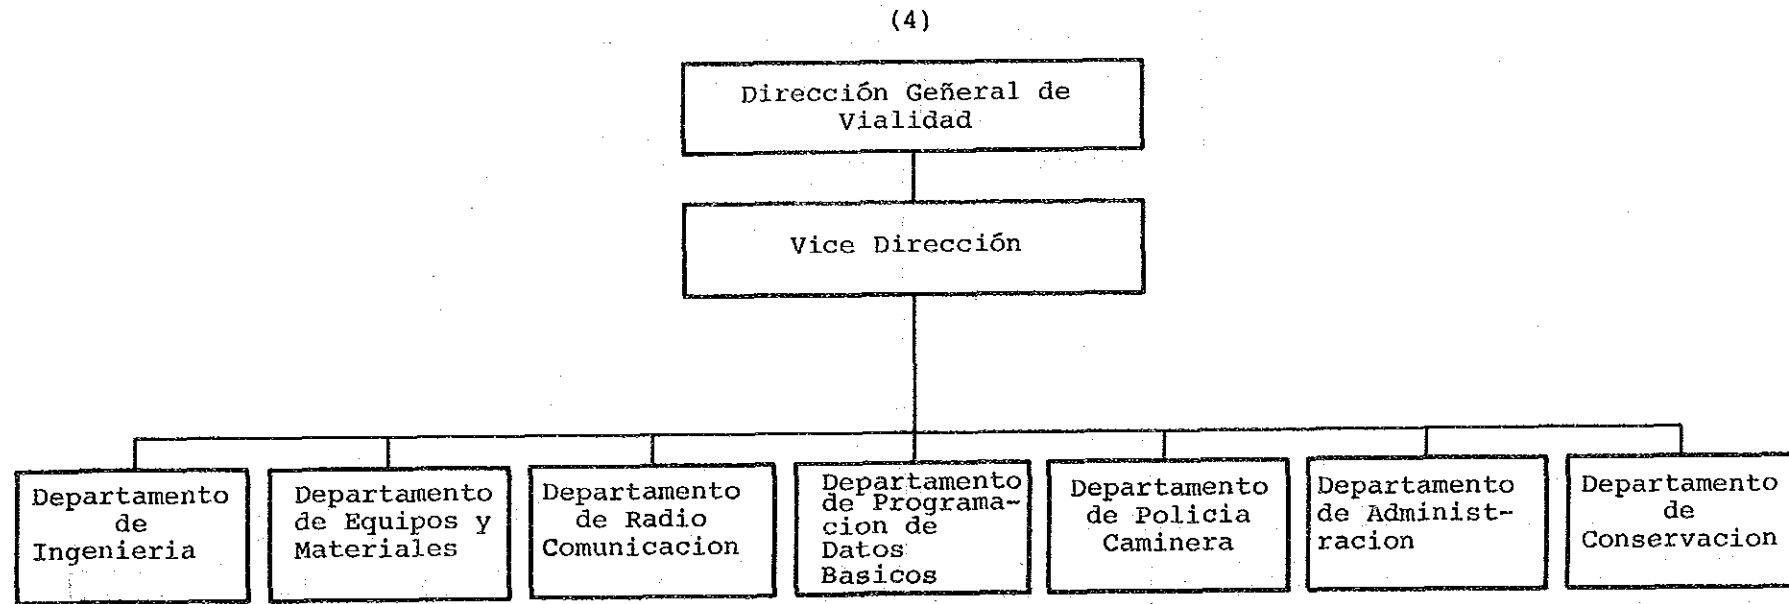 (4)
Dirección Geñeral de
Vialidad
Vice Dirección
Departamento
de
Ingenieria
Departamento
de Equipos y
Materiales
Departamento
de Radio
Comunicacion
Departamento
de Programa-
cion de
Datos
Basicos
Departamento
de Policia
Caminera
Departamento
de Administ-
racion
Departamento
de
Conservacion